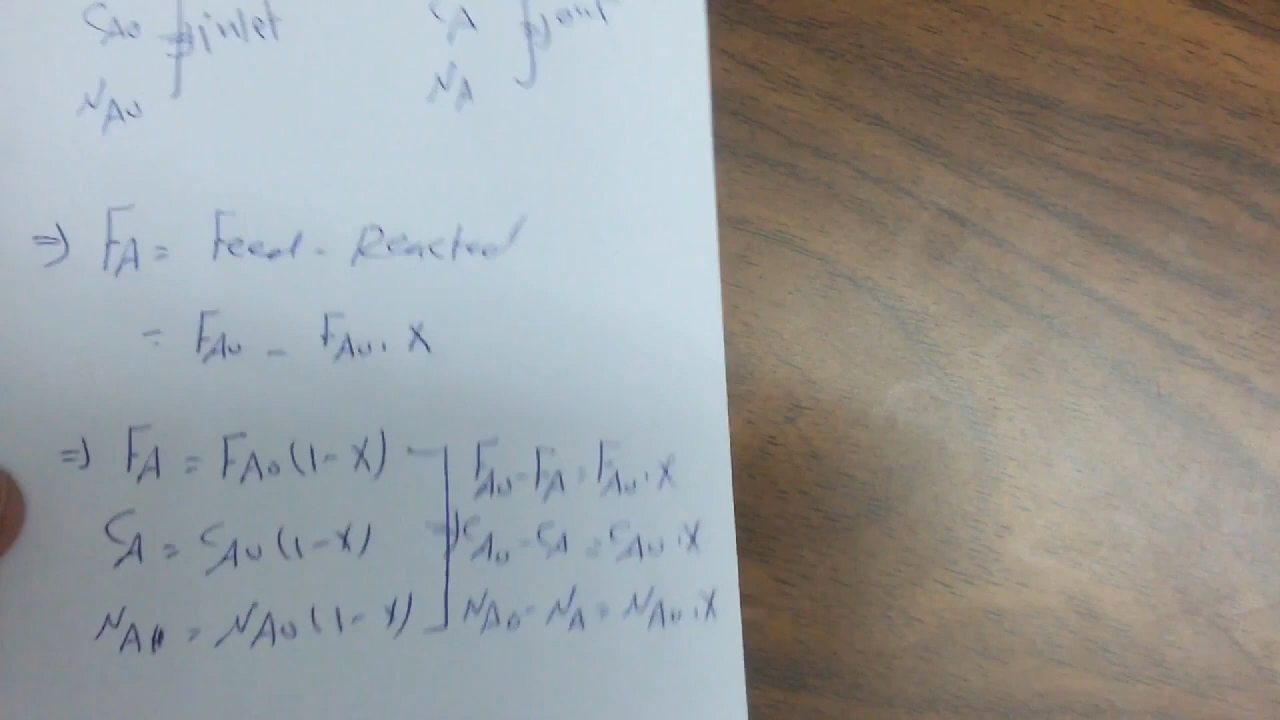 CA0 } inlet CA } out
NA0 NA
=> FA = Feed - Reacted
= FA0 - FA0 . X
=> FA = FA0 (1-X) FA0 - FA = FA0 . X
CA = CA0 (1-X) CA0 - CA = CA0 . X
NA = NA0 (1-X) NA0 - NA = NA0 . X